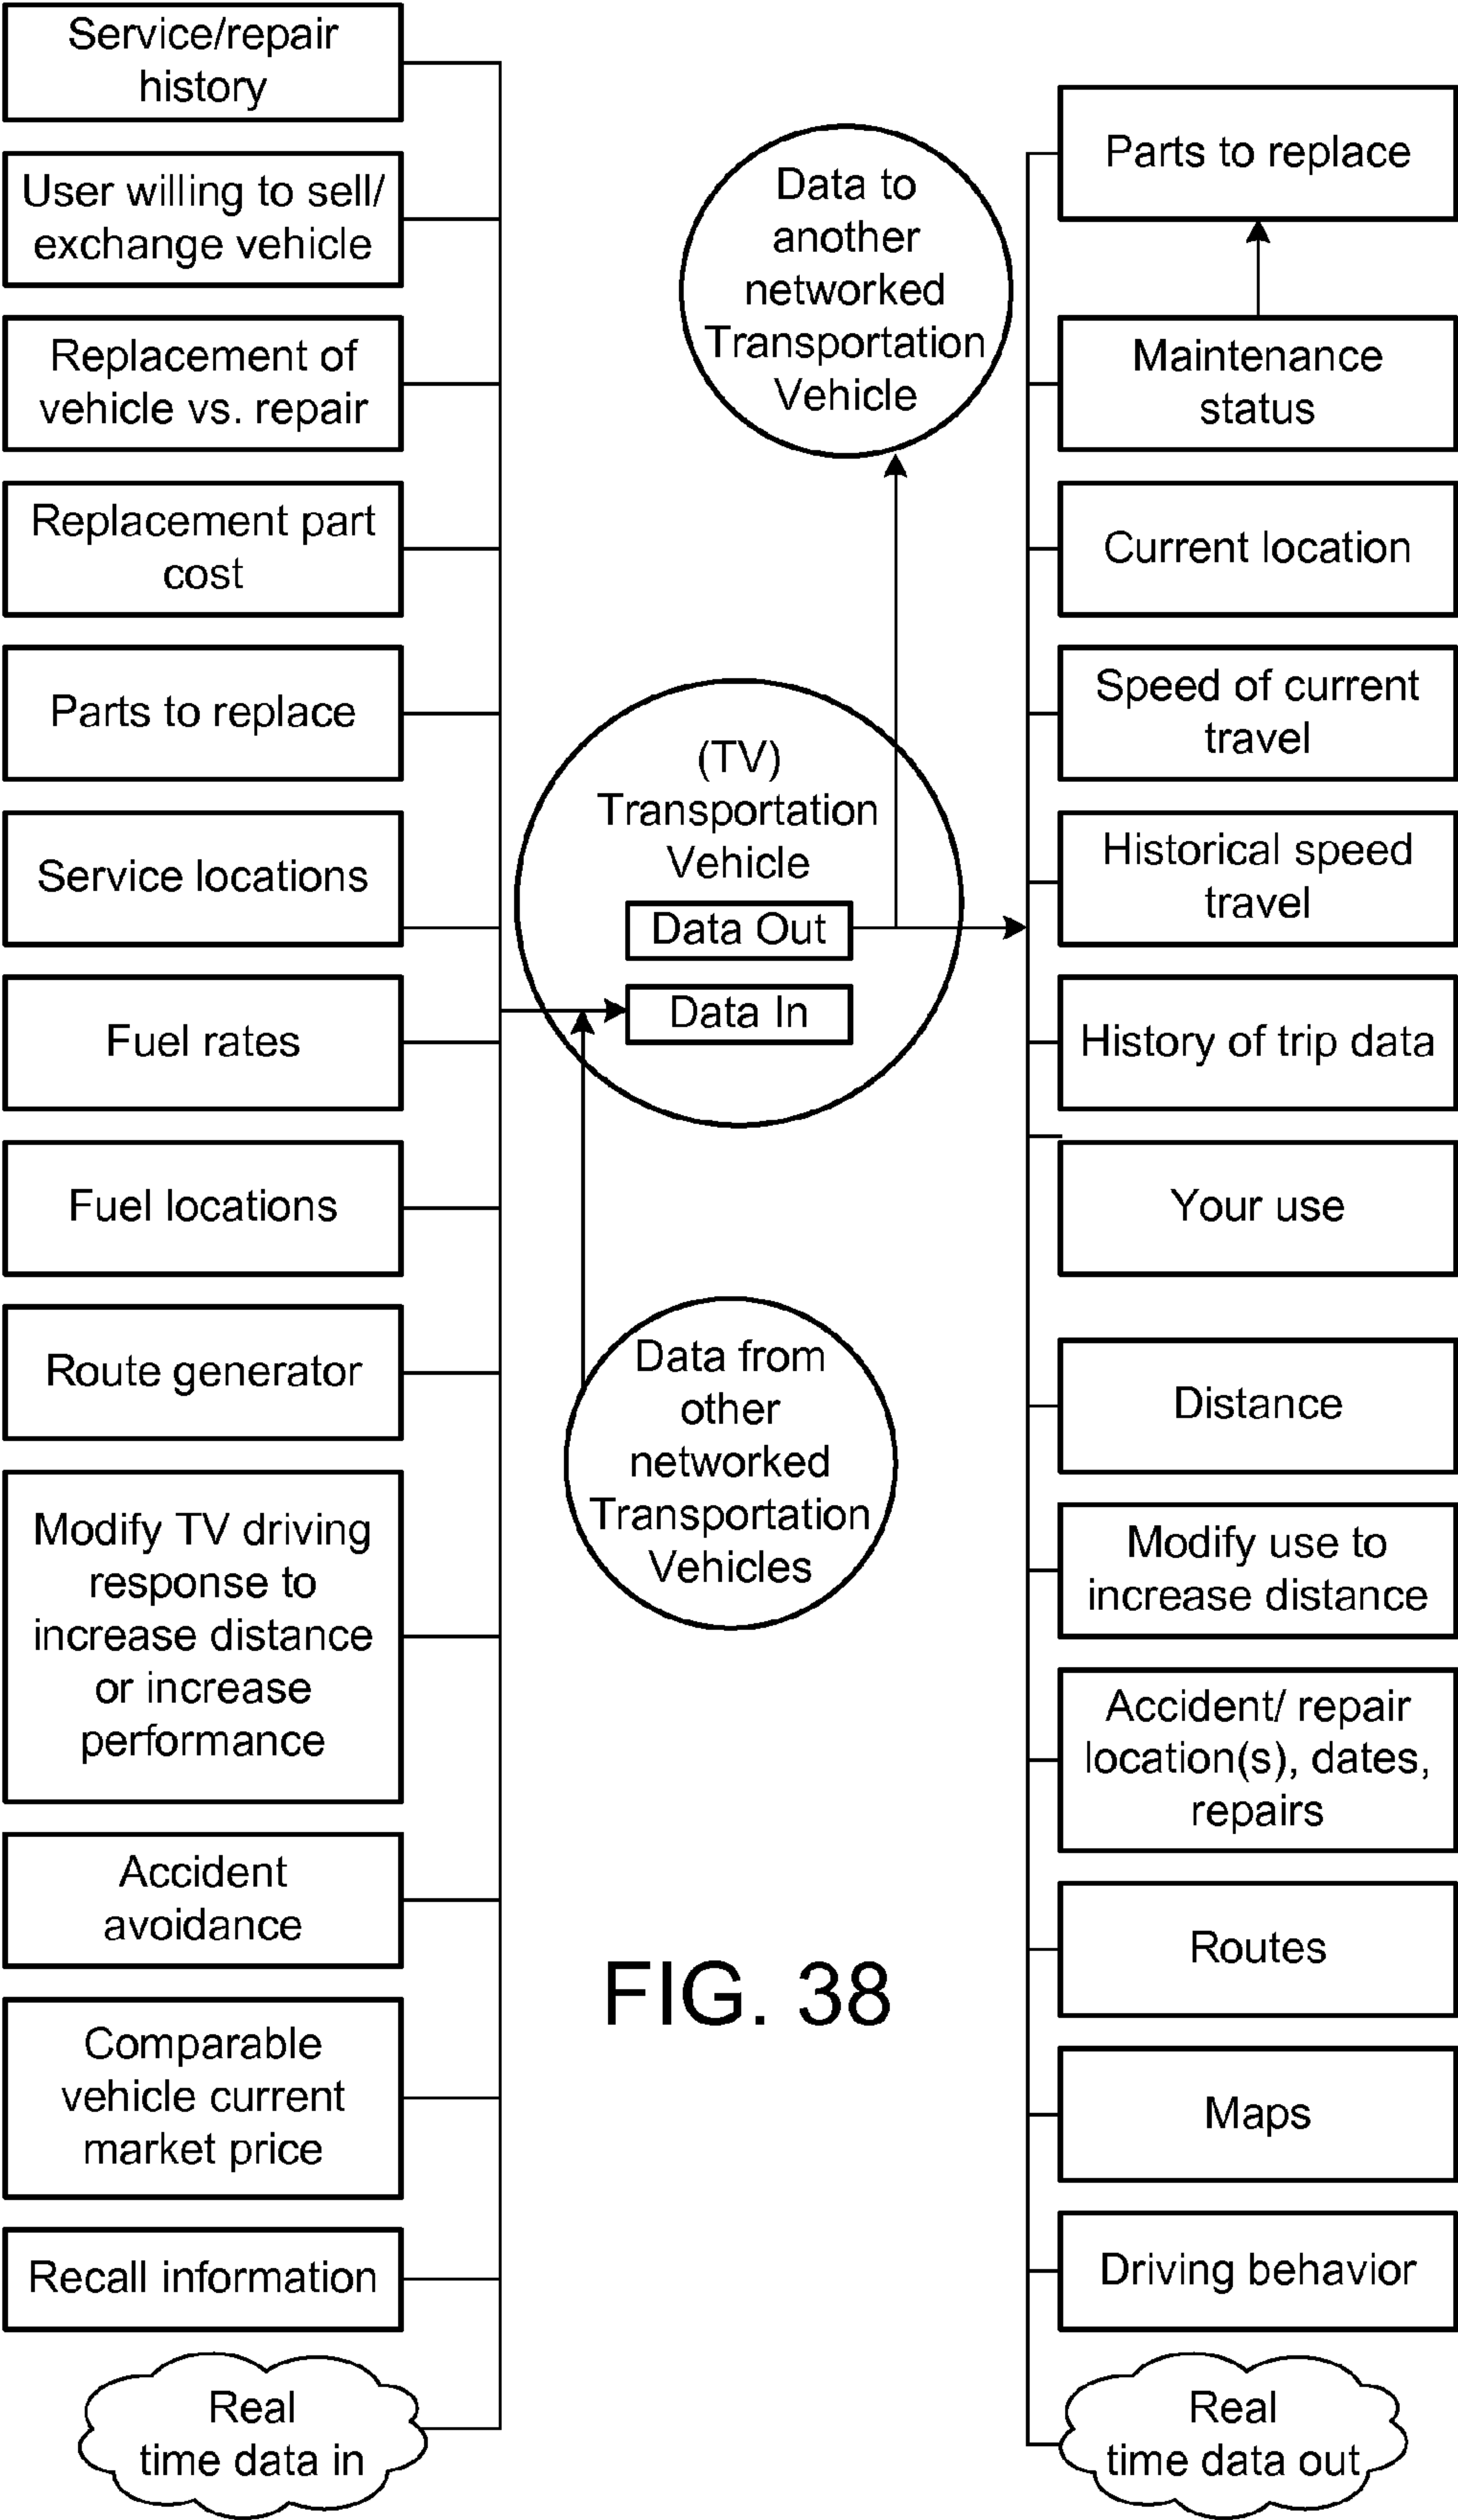 Service/repair
history
User willing to sell/
exchange vehicle
Replacement of
vehicle vs. repair
Replacement part
cost
Parts to replace
Service locations
Fuel rates
Fuel locations
Route generator
Modify TV driving
response to
increase distance
or increase
performance
Accident
avoidance
Comparable
vehicle current
market price
Recall information
Real
time data in
Data to
another
networked
Transportation
Vehicle
(TV)
Transportation
Vehicle
Data Out
Data In
Data from
other
networked
Transportation
Vehicles
FIG. 38
Parts to replace
Maintenance
status
Current location
Speed of current
travel
Historical speed
travel
History of trip data
Your use
Distance
Modify use to
increase distance
Accident/ repair
location(s), dates,
repairs
Routes
Maps
Driving behavior
Real
time data out